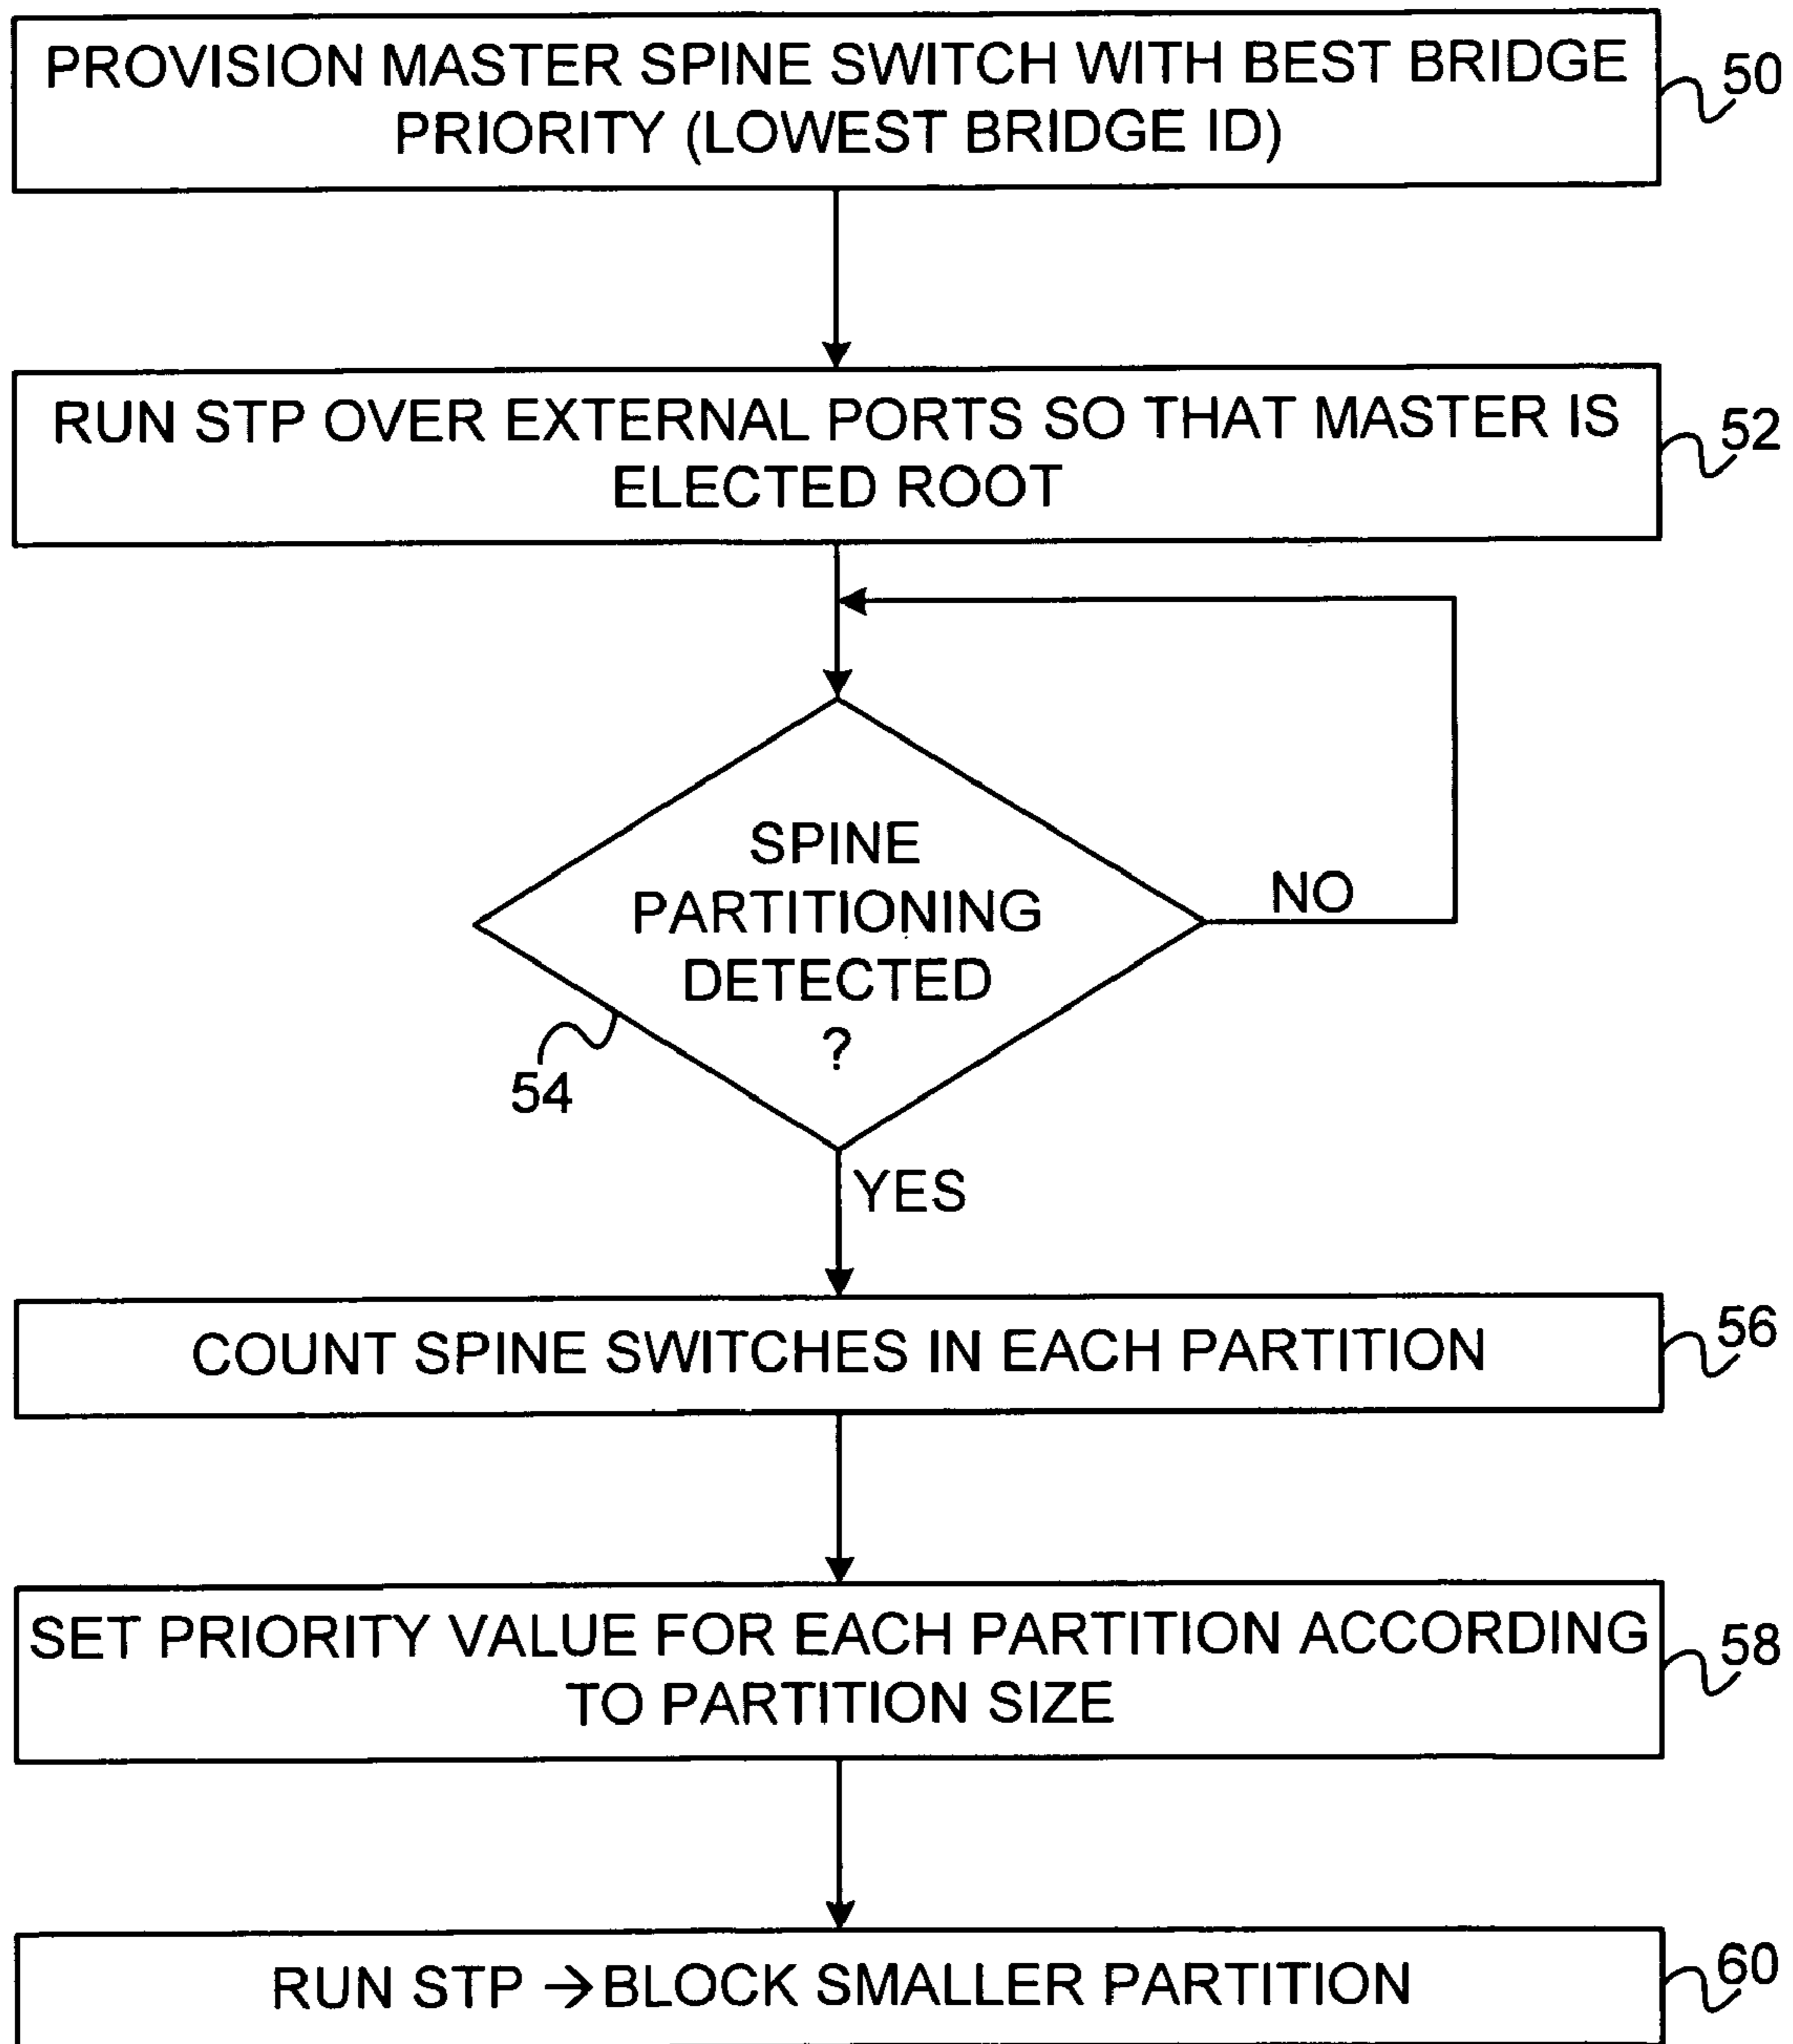 PROVISION MASTER SPINE SWITCH WITH BEST BRIDGE
PRIORITY (LOWEST BRIDGE ID)
50
RUN STP OVER EXTERNAL PORTS SO THAT MASTER IS
ELECTED ROOT
52
SPINE
PARTITIONING
DETECTED
?
NO
54
YES
COUNT SPINE SWITCHES IN EACH PARTITION
56
SET PRIORITY VALUE FOR EACH PARTITION ACCORDING
TO PARTITION SIZE
58
RUN STP →BLOCK SMALLER PARTITION
60